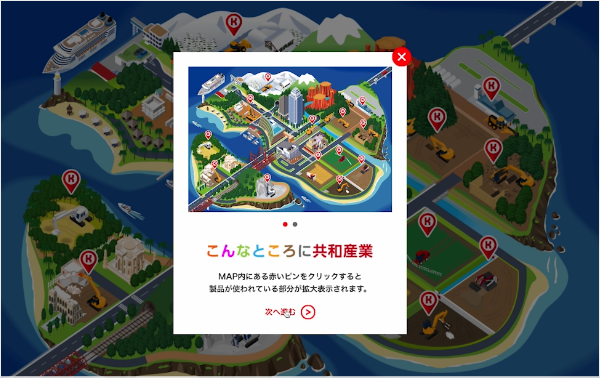 こんなところに共和産業
MAP内にある赤いピンをクリックすると
製品が使われている部分が拡大表示されます。
次へ進む